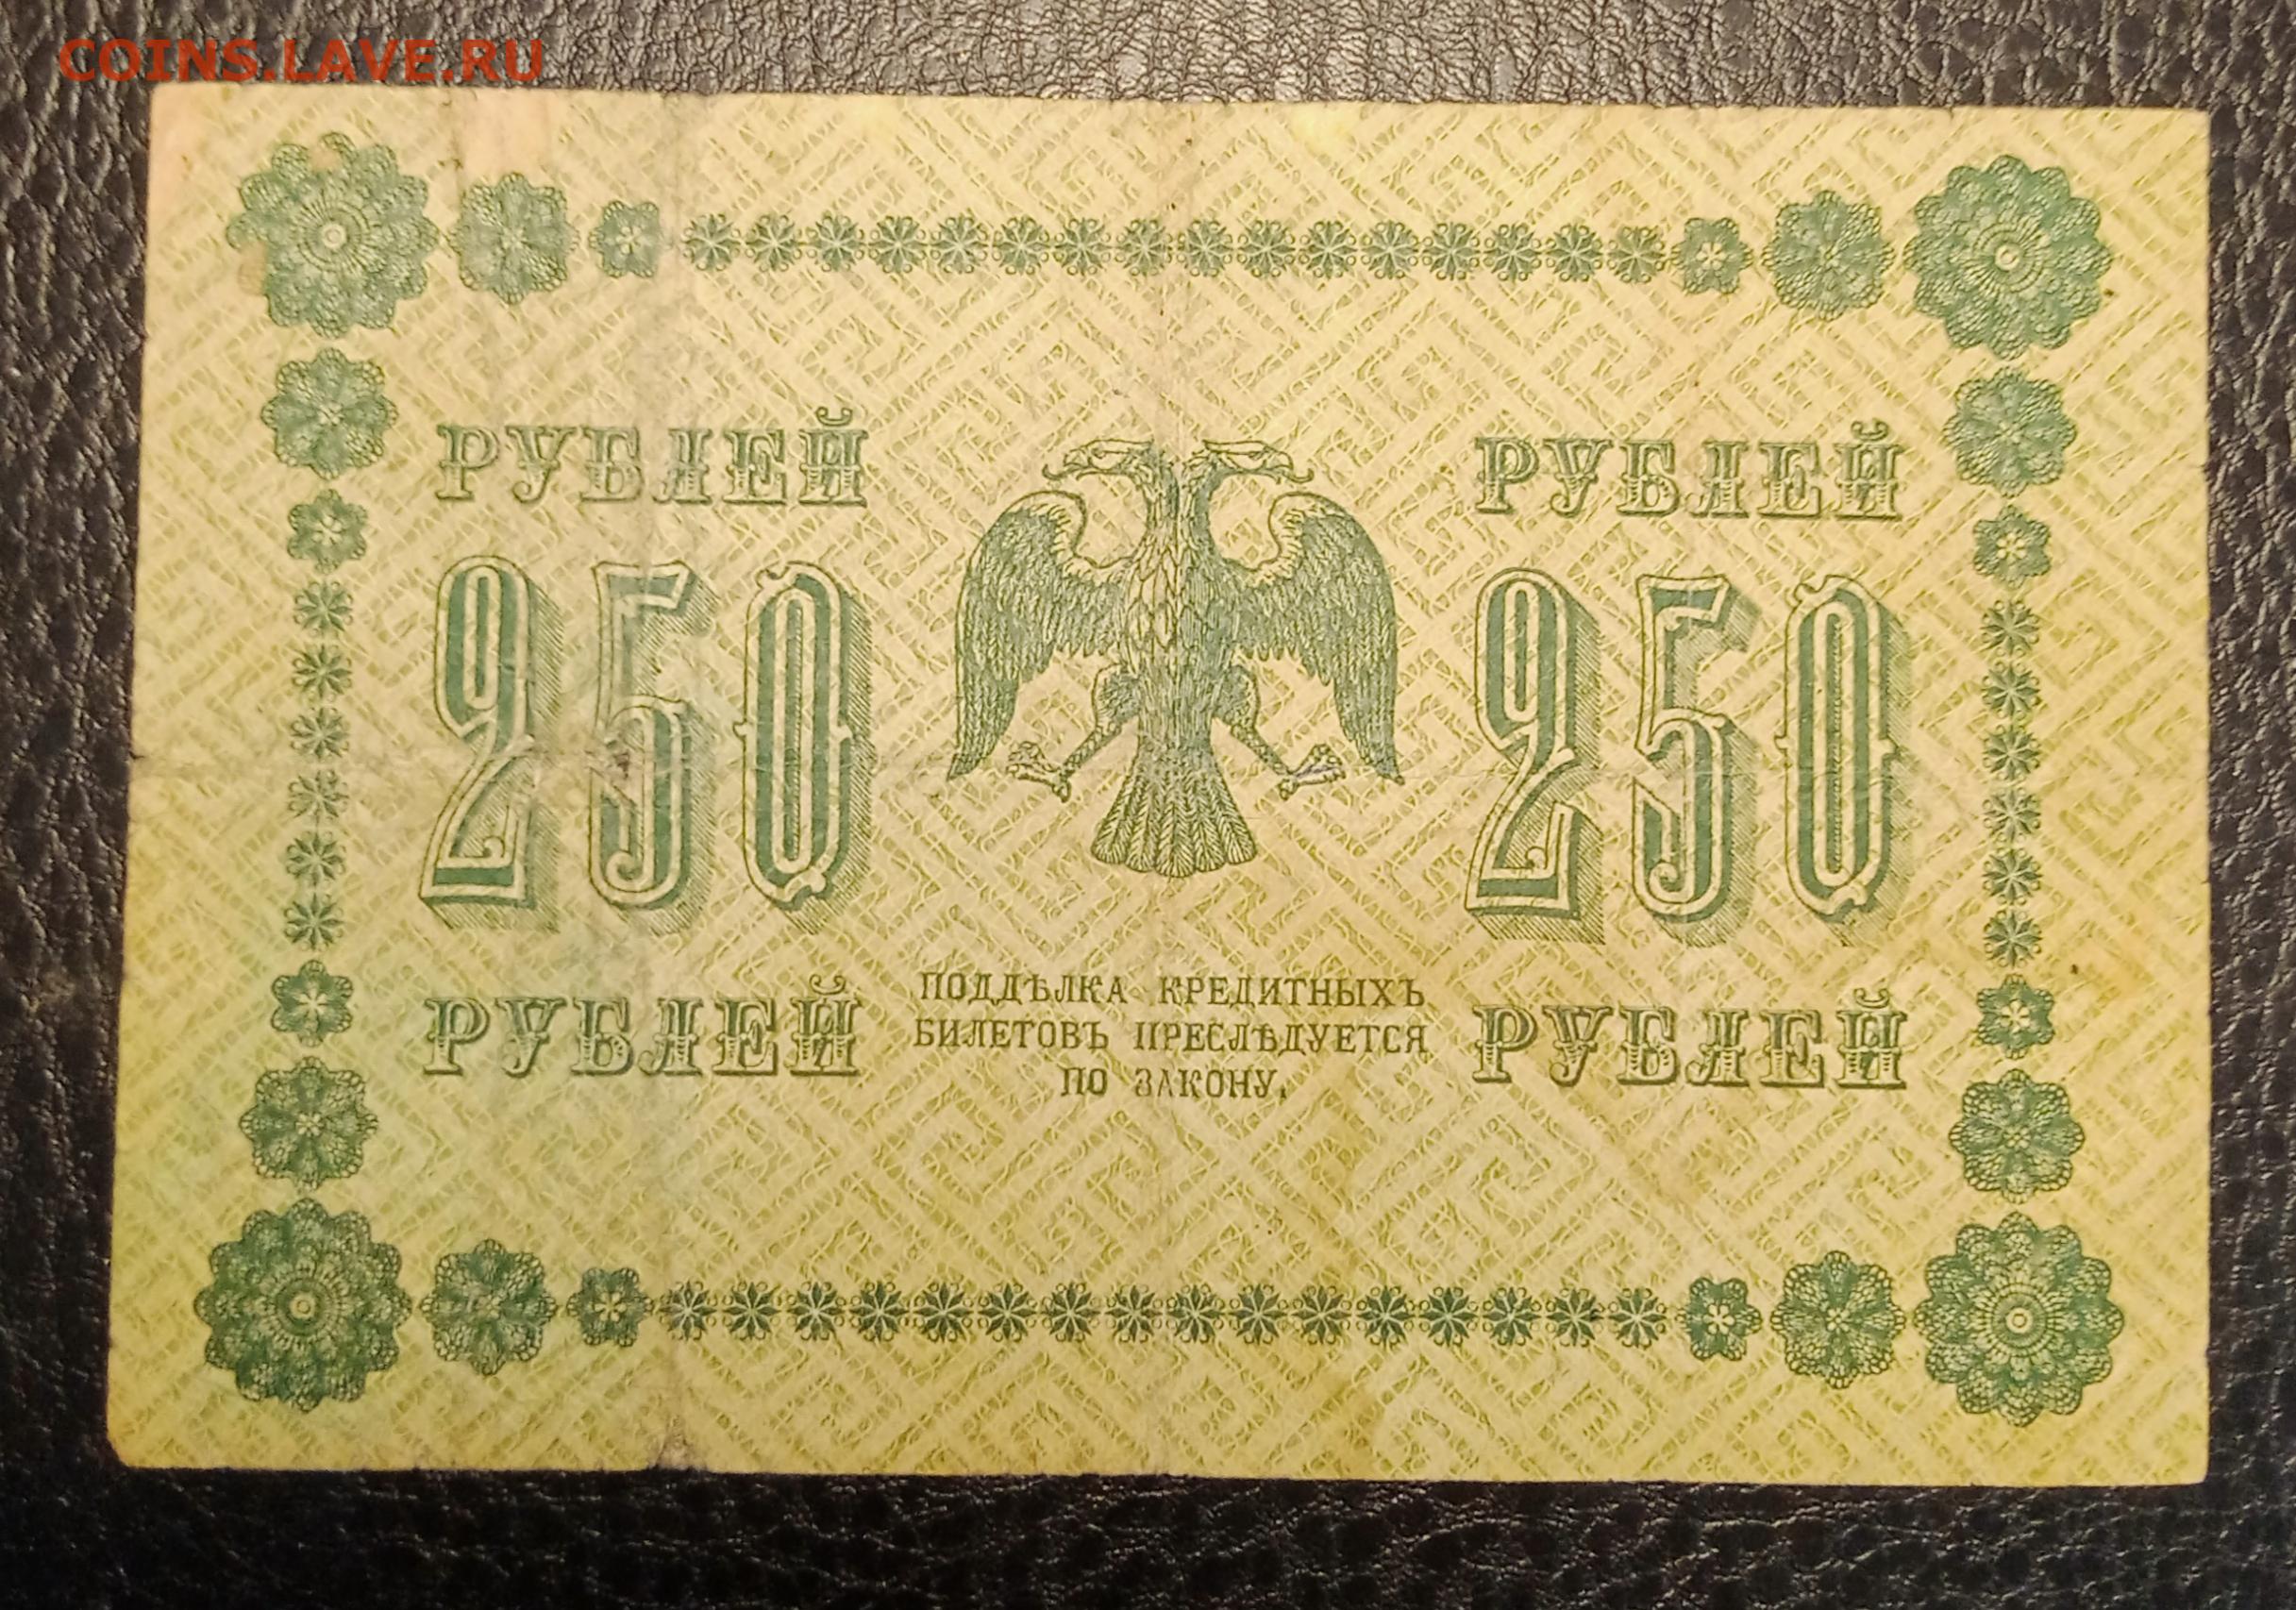 COINS.LAVE.RU
РУБЛЕЙ
250
РУБЛЕЙ
ПОДДѢЛКА КРЕДИТНЫХЪ
БИЛЕТОВЪ ПРЕСЛѢДУЕТСЯ
ПО ЗАКОНУ.
РУБЛЕЙ
250
РУБЛЕЙ